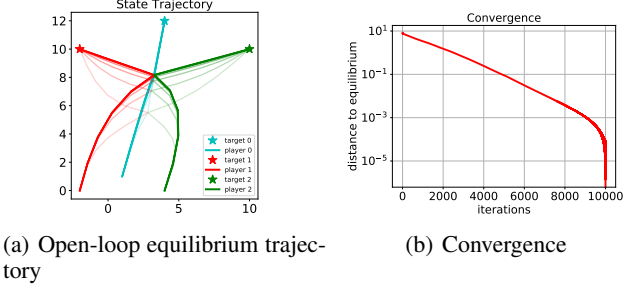 State Trajectory
12
10
8
6
4
2
0
0
5
10
target 0
player 0
target 1
player 1
target 2
player 2
Convergence
distance to equilibrium
10^1
10^-1
10^-3
10^-5
0 2000 4000 6000 8000 10000
iterations
(a) Open-loop equilibrium trajec-
tory
(b) Convergence